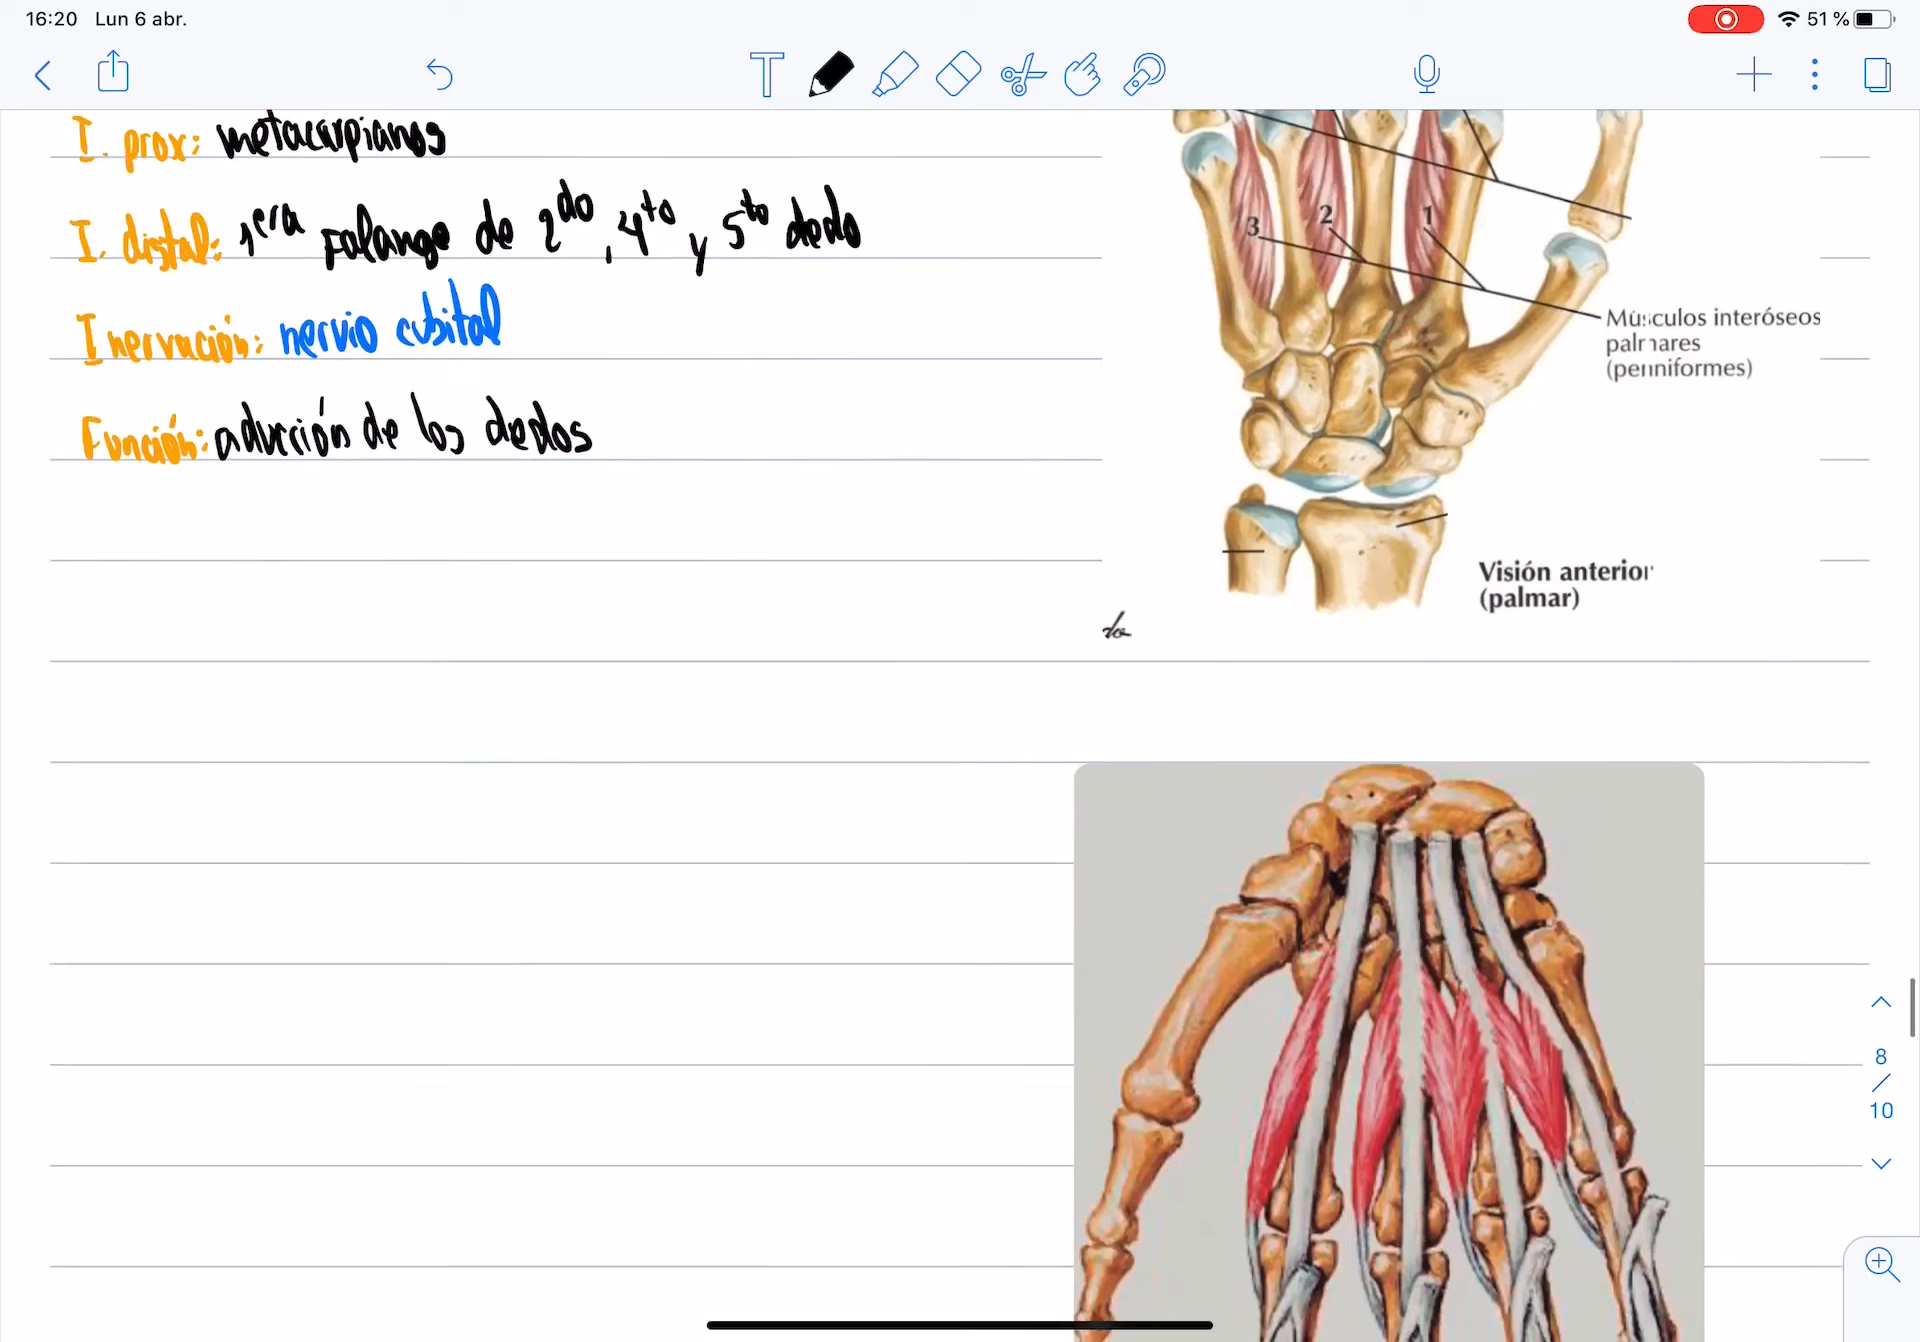 16:20 Lun 6 abr.
51 %
I. prox: metacarpianos
I. distal: 1era falange de 2do, 4to y 5to dedo
Inervación: nervio cubital
Función: aducción de los dedos
3 2 1
Músculos interóseos
palmares
(penniformes)
Visión anterior
(palmar)
8
/
10